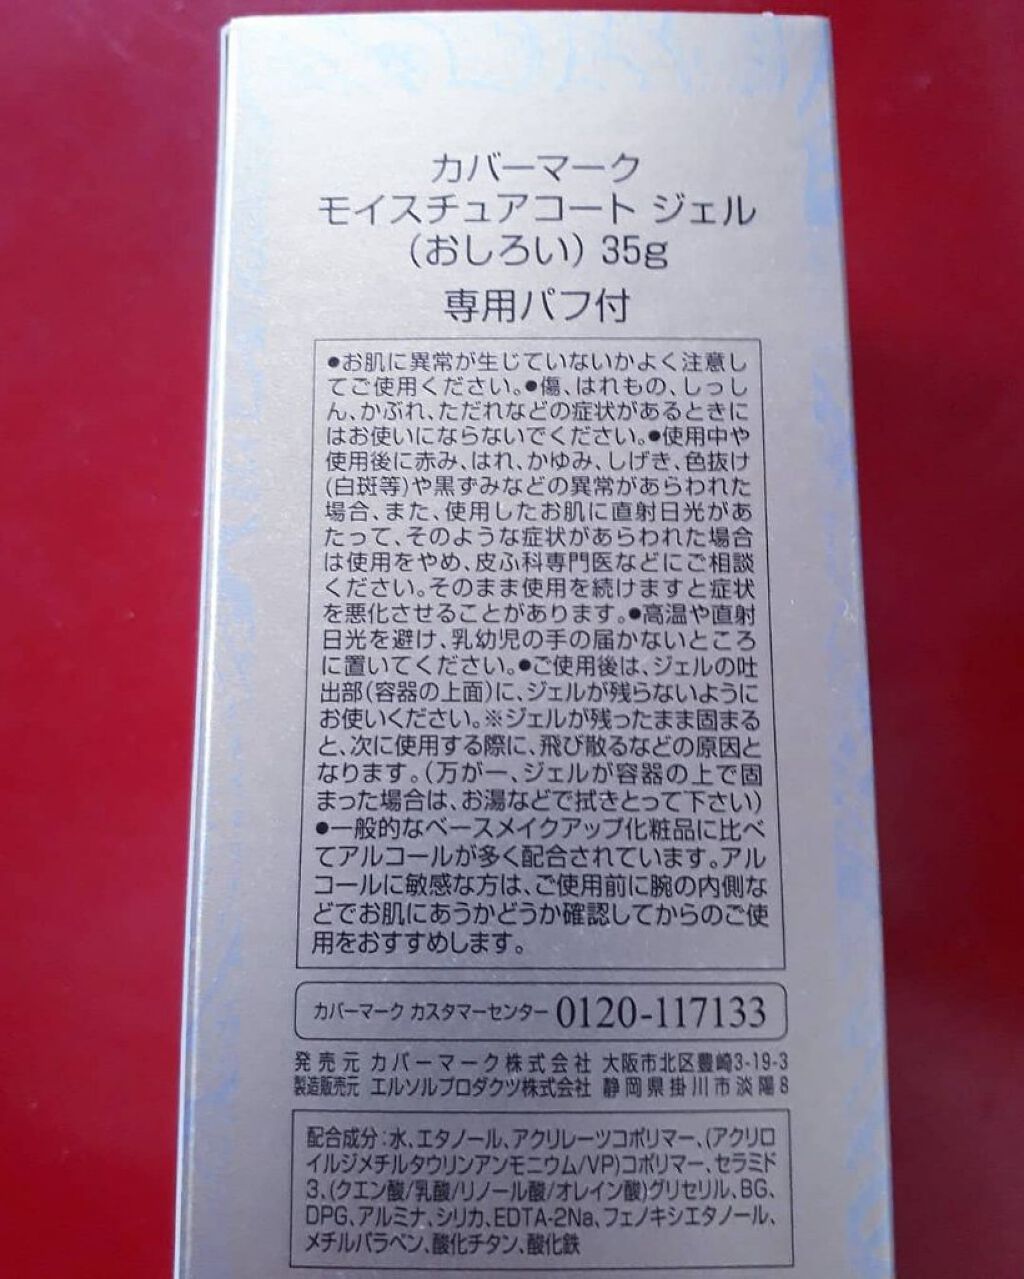 カバーマーク
モイスチュアコート ジェル
(おしろい) 35g
専用パフ付
●お肌に異常が生じていないかよく注意し
てご使用ください。●傷、はれもの、しっし
ん、かぶれ、ただれなどの症状があるときに
はお使いにならないでください。●使用中や
使用後に赤み、はれ、かゆみ、しげき、色抜け
(白斑等)や黒ずみなどの異常があらわれた
場合、また、使用したお肌に直射日光があ
たって、そのような症状があらわれた場合
は使用をやめ、皮ふ科専門医などにご相談
ください。そのまま使用を続けますと症状
を悪化させることがあります。●高温や直射
日光を避け、乳幼児の手の届かないところ
に置いてください。●ご使用後は、ジェルの吐
出部(容器の上面)に、ジェルが残らないように
お使いください。※ジェルが残ったまま固まる
と、次に使用する際に、飛び散るなどの原因と
なります。(万が一、ジェルが容器の上で固
まった場合は、お湯などで拭きとって下さい)
●一般的なベースメイクアップ化粧品に比べ
てアルコールが多く配合されています。アル
コールに敏感な方は、ご使用前に腕の内側な
どでお肌にあうかどうか確認してからのご使
用をおすすめします。
カバーマーク カスタマーセンター 0120-117133
発売元 カバーマーク株式会社 大阪市北区豊崎3-19-3
製造販売元 エルソルプロダクツ株式会社 静岡県掛川市淡陽8
配合成分:水、エタノール、アクリレーツコポリマー、(アクリロ
イルジメチルタウリンアンモニウム/VP)コポリマー、セラミド
3、(クエン酸/乳酸/リノール酸/オレイン酸)グリセリル、BG、
DPG、アルミナ、シリカ、EDTA-2Na、フェノキシエタノール、
メチルパラベン、酸化チタン、酸化鉄